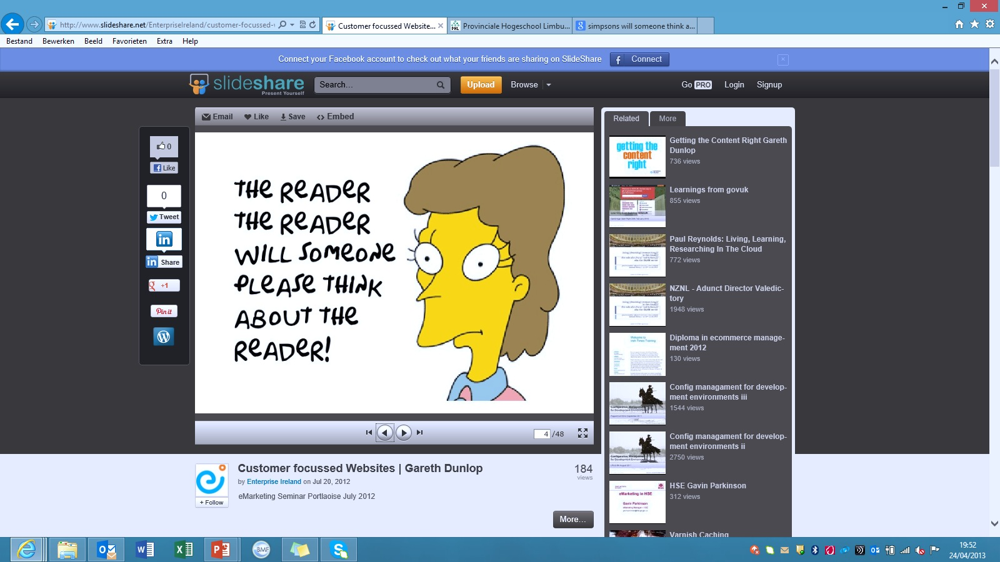 http://www.slideshare.net/EnterpriseIreland/customer-focussed-
Customer focussed Website...
Provinciale Hogeschool Limbu...
simpsons will someone think a...
Bestand Bewerken Beeld Favorieten Extra Help
Connect your Facebook account to check out what your friends are sharing on SlideShare
Connect
slideshare
Present Yourself
Search...
Upload
Browse
Go PRO
Login
Signup
Email Like Save Embed
0
Like
0
Tweet
in
in Share
+1
Pin it
THE READER
THE READER
WILL SOMEONE
PLEASE THINK
ABOUT THE
READER!
4 /48
Customer focussed Websites | Gareth Dunlop
by Enterprise Ireland on Jul 20, 2012
eMarketing Seminar Portlaoise July 2012
+ Follow
184
views
More...
Related More
getting the
content
right
Getting the Content Right Gareth
Dunlop
736 views
Learnings from govuk
855 views
Paul Reynolds: Living, Learning,
Researching In The Cloud
772 views
NZNL - Adunct Director Valedic-
tory
1948 views
Diploma in ecommerce manage-
ment 2012
130 views
Config managament for develop-
ment environments iii
1544 views
Config managament for develop-
ment environments ii
2750 views
eMarketing in HSE
Gavin Parkinson
HSE Gavin Parkinson
312 views
Varnish Caching
BMF
19:52
24/04/2013